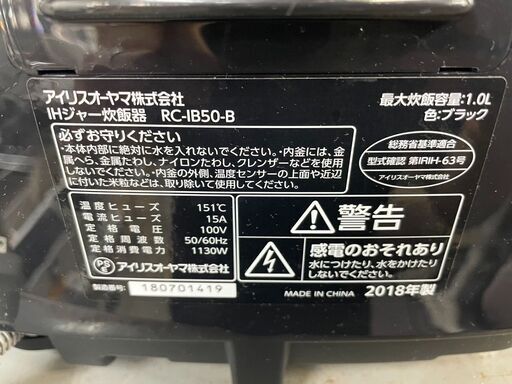 アイリスオーヤマ株式会社
IHジャー炊飯器 RC-IB50-B
最大炊飯容量:1.0L
色:ブラック
必ずお守りください
・本体内部に絶対に水を入れないでください。・内釜には、
金属へら、金属たわし、ナイロンたわし、クレンザーなどを使用
しないでください。・内釜の外側、温度センサーの上面や近辺
に付いた米粒などは、取り除いて使用してください。
総務省基準適合
型式確認 第IRIH-63号
アイリスオーヤマ株式会社
温度ヒューズ 151℃
電流ヒューズ 15A
定格電圧 100V
定格周波数 50/60Hz
定格消費電力 1130W
PSE アイリスオーヤマ株式会社
製造番号: 180701419
警告
感電のおそれあり
水につけたり、水をかけたり
しないでください。
MADE IN CHINA 2018年製